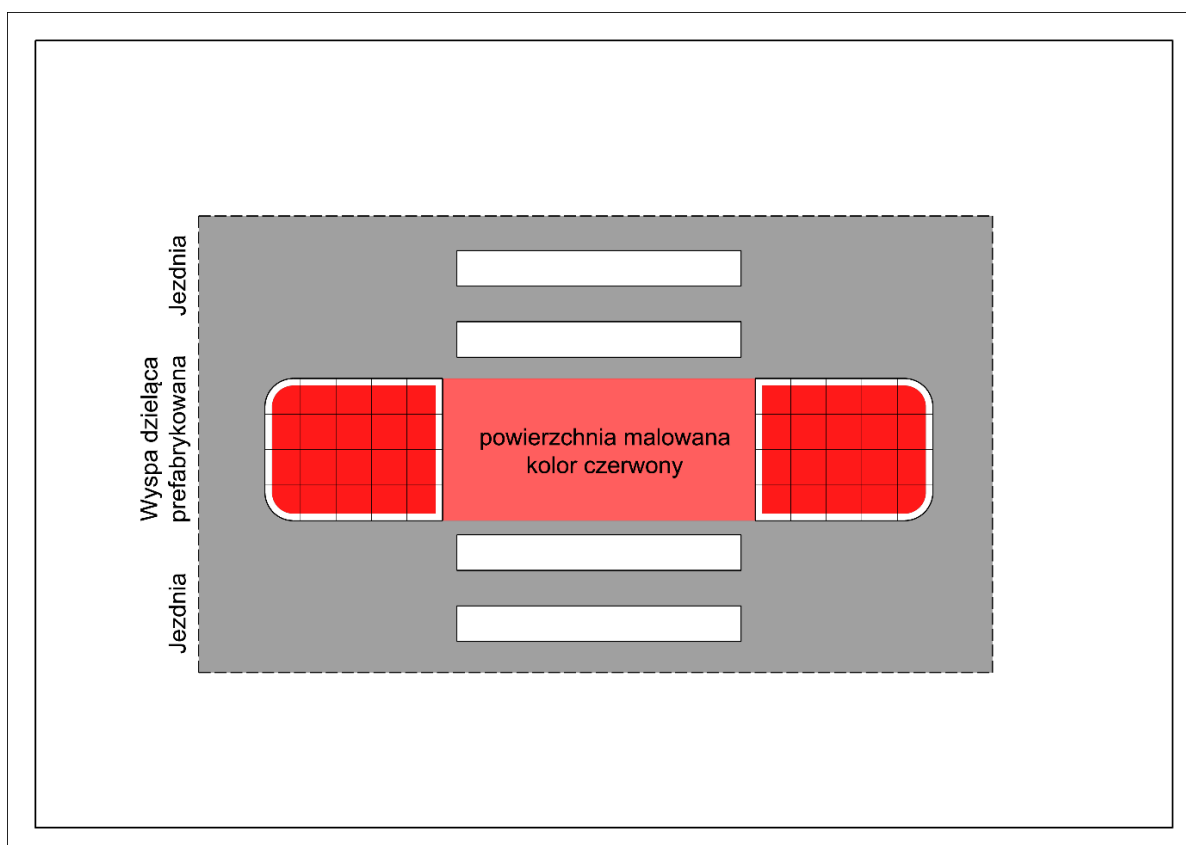 Jezdnia
Wyspa dzieląca
prefabrykowana
powierzchnia malowana
kolor czerwony
Jezdnia